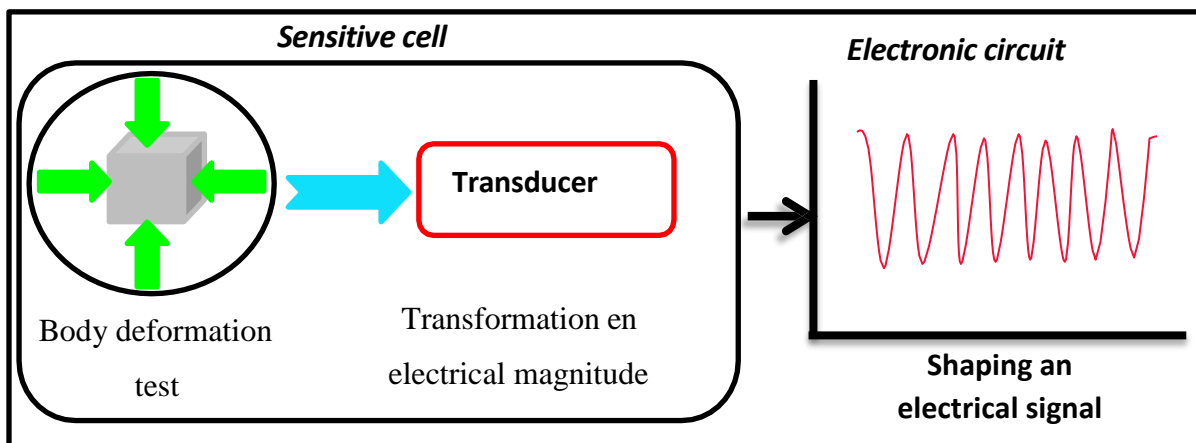 Sensitive cell
Electronic circuit
Transducer
Body deformation
test
Transformation en
electrical magnitude
Shaping an
electrical signal